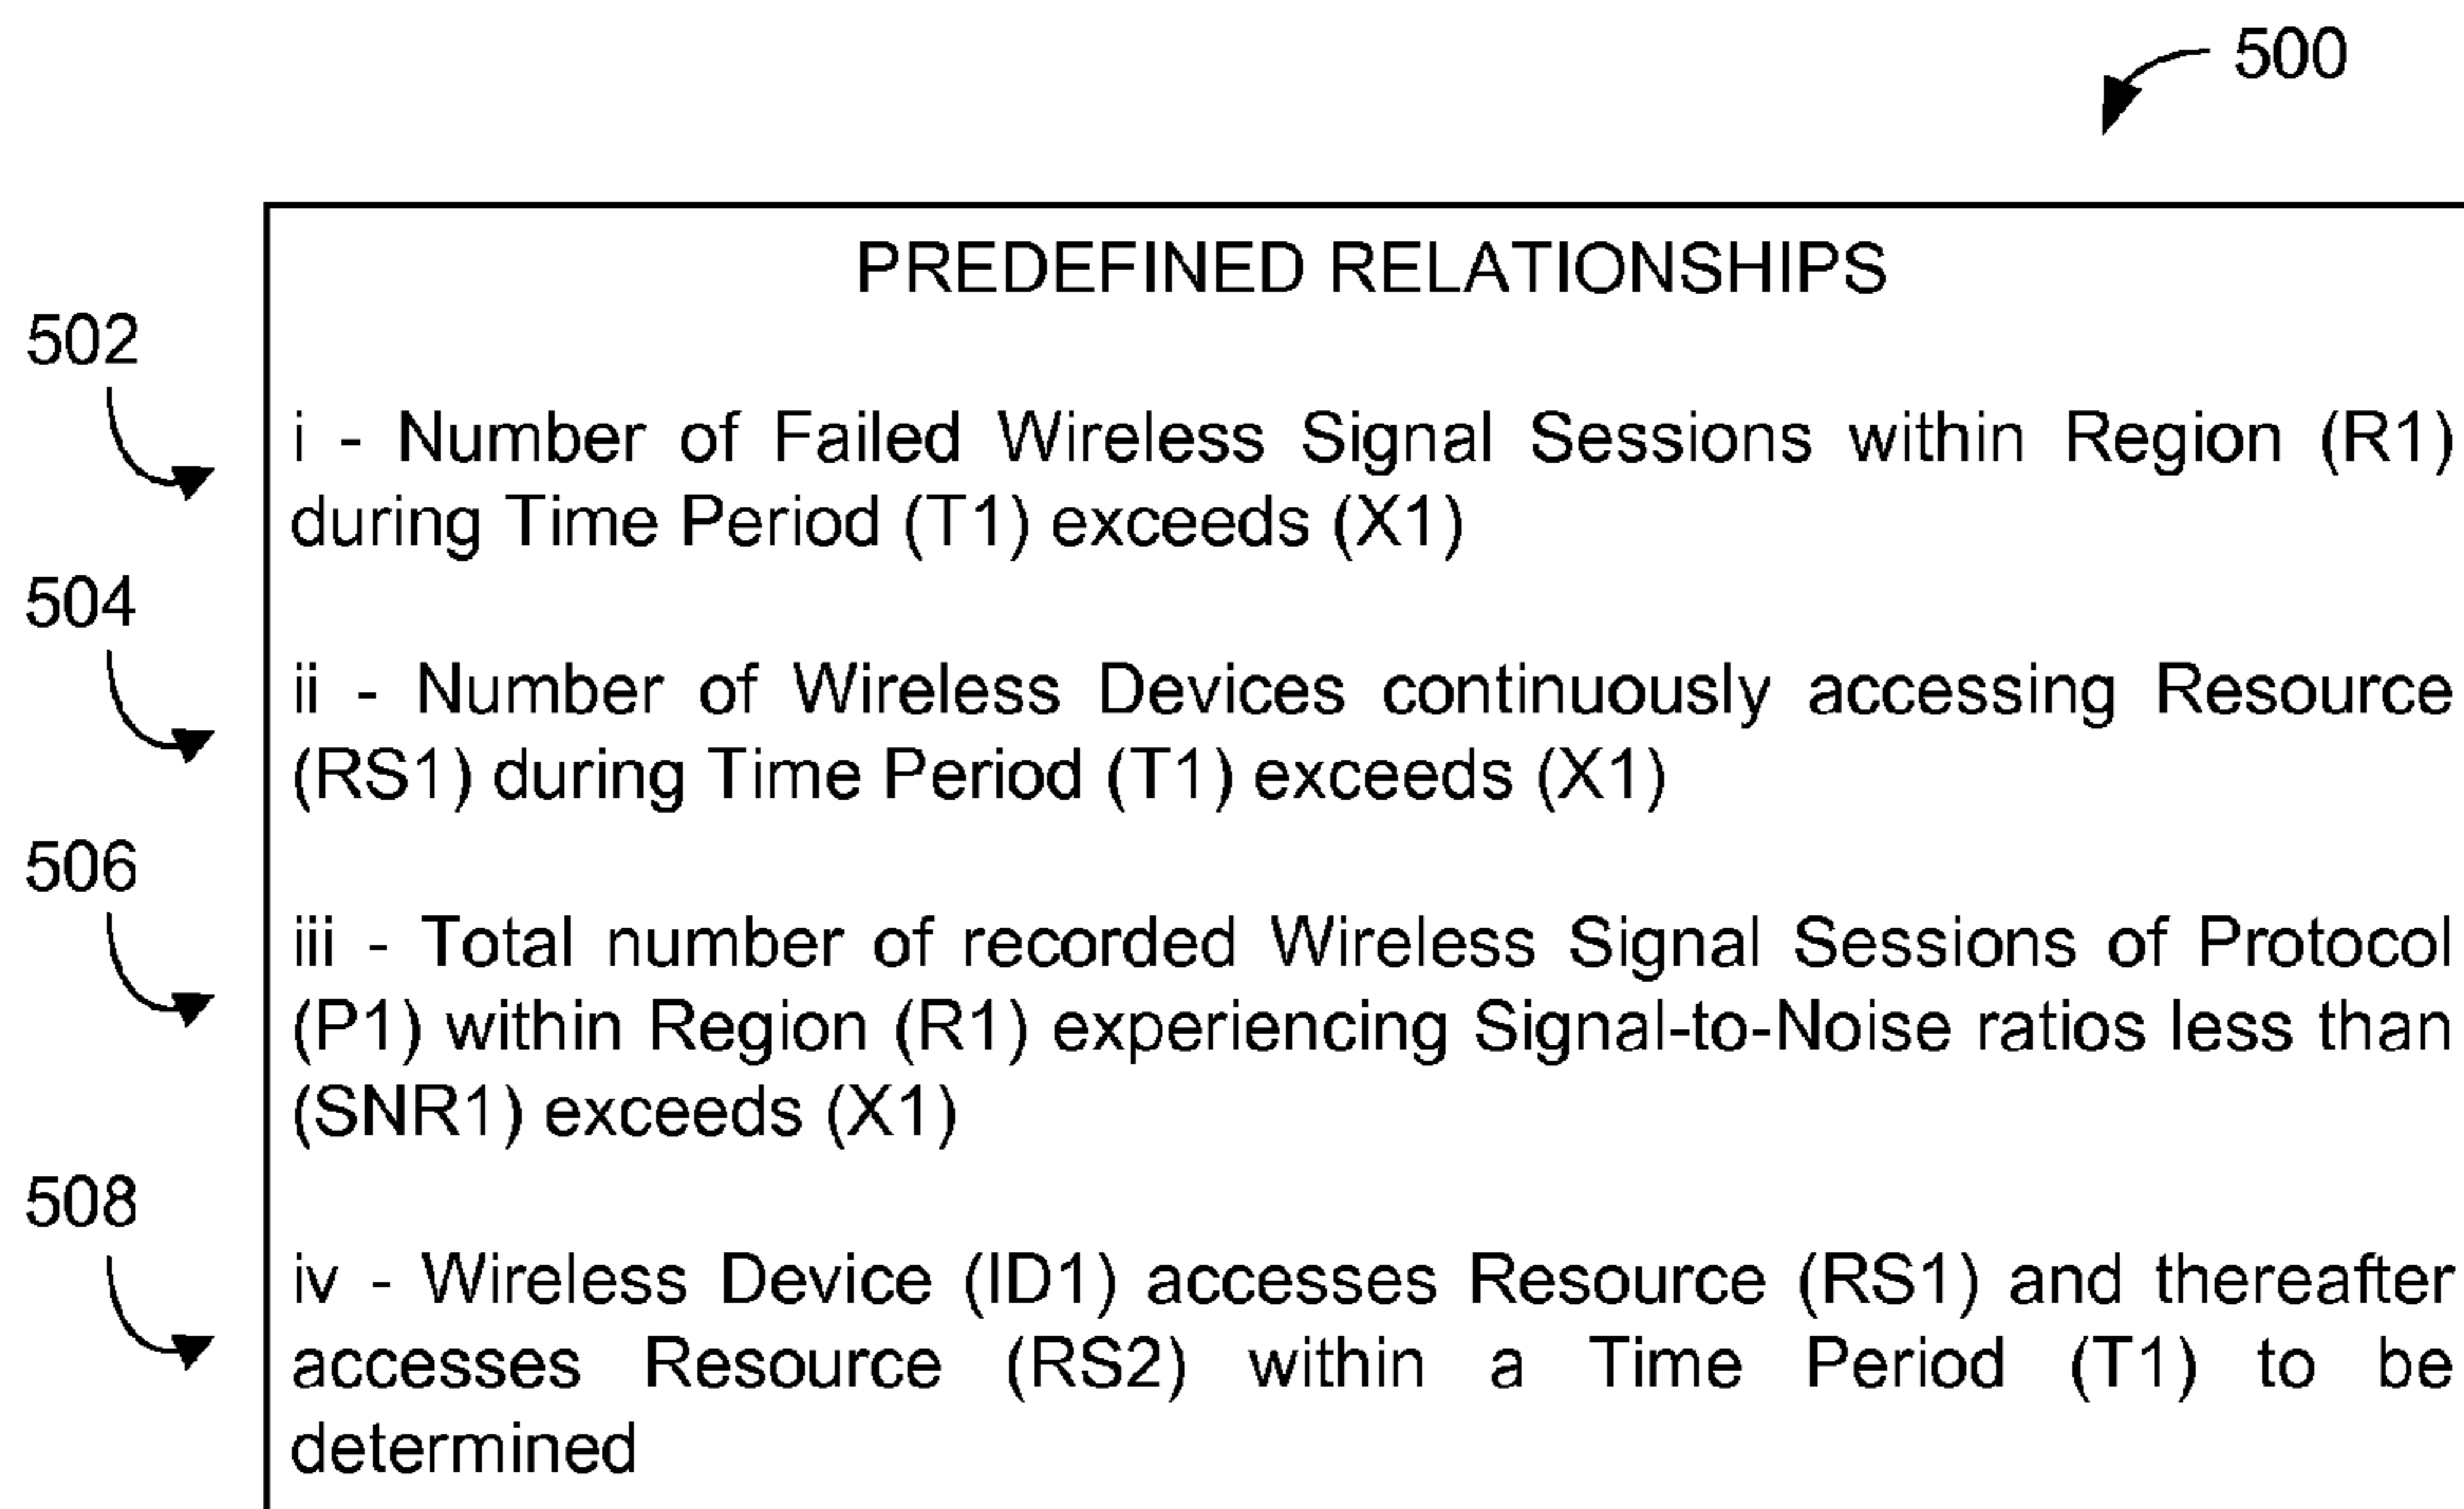 500
PREDEFINED RELATIONSHIPS
502
i - Number of Failed Wireless Signal Sessions within Region (R1)
during Time Period (T1) exceeds (X1)
504
ii - Number of Wireless Devices continuously accessing Resource
(RS1) during Time Period (T1) exceeds (X1)
506
iii - Total number of recorded Wireless Signal Sessions of Protocol
(P1) within Region (R1) experiencing Signal-to-Noise ratios less than
(SNR1) exceeds (X1)
508
iv - Wireless Device (ID1) accesses Resource (RS1) and thereafter
accesses Resource (RS2) within a Time Period (T1) to be
determined